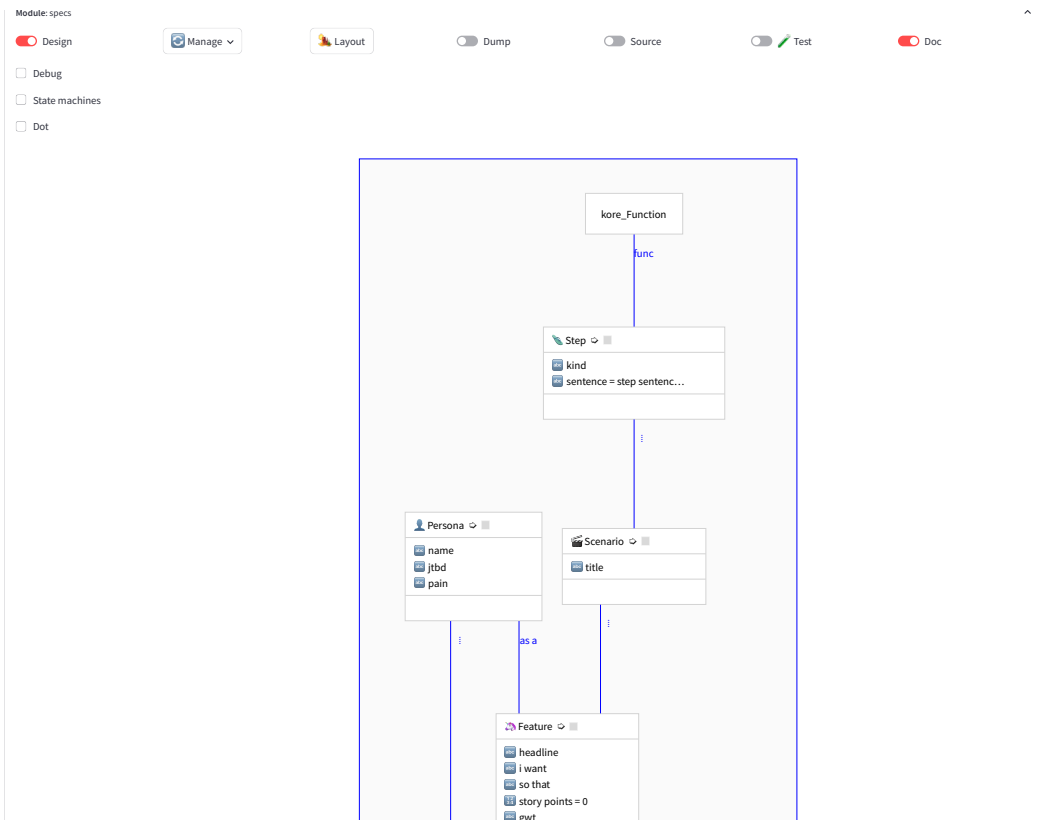 Module: specs
Design
Manage
Layout
Dump
Source
Test
Doc
Debug
State machines
Dot
kore_Function
func
Step
kind
sentence = step sentenc...
Persona
name
jtbd
pain
Scenario
title
as a
Feature
headline
i want
so that
story points = 0
gwt